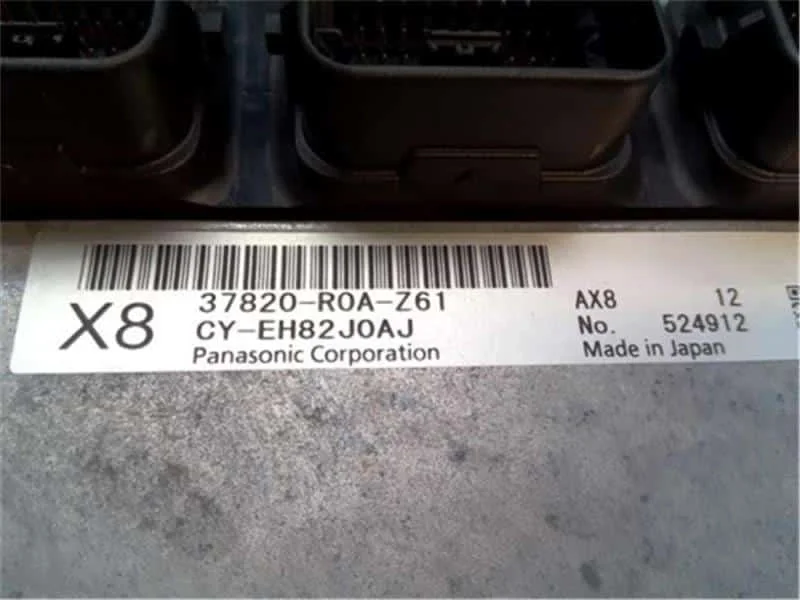 X8
37820-R0A-Z61
CY-EH82J0AJ
Panasonic Corporation
AX8 12
No. 524912
Made in Japan